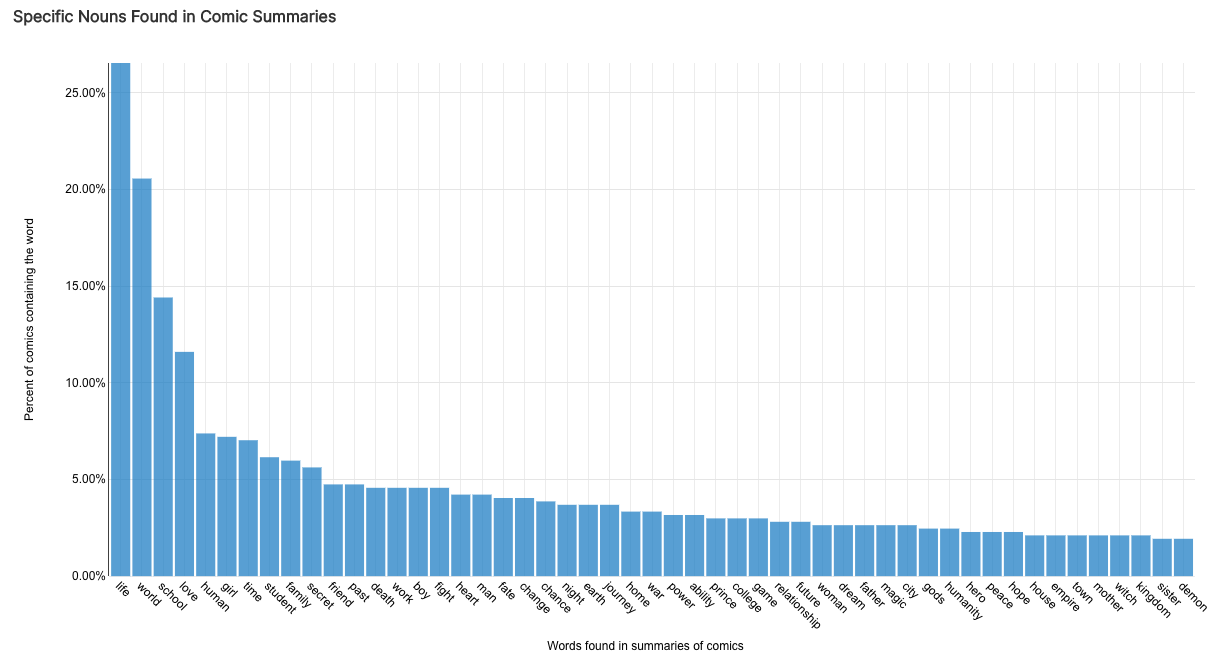 Specific Nouns Found in Comic Summaries
Percent of comics containing the word
25.00%
20.00%
15.00%
10.00%
5.00%
0.00%
life
world
school
love
human
girl
time
student
family
secret
friend
past
death
work
boy
fight
heart
man
fate
change
chance
night
earth
journey
home
war
power
ability
prince
college
game
relationship
future
woman
dream
father
magic
city
gods
humanity
hero
peace
hope
house
empire
town
mother
witch
kingdom
sister
demon
Words found in summaries of comics